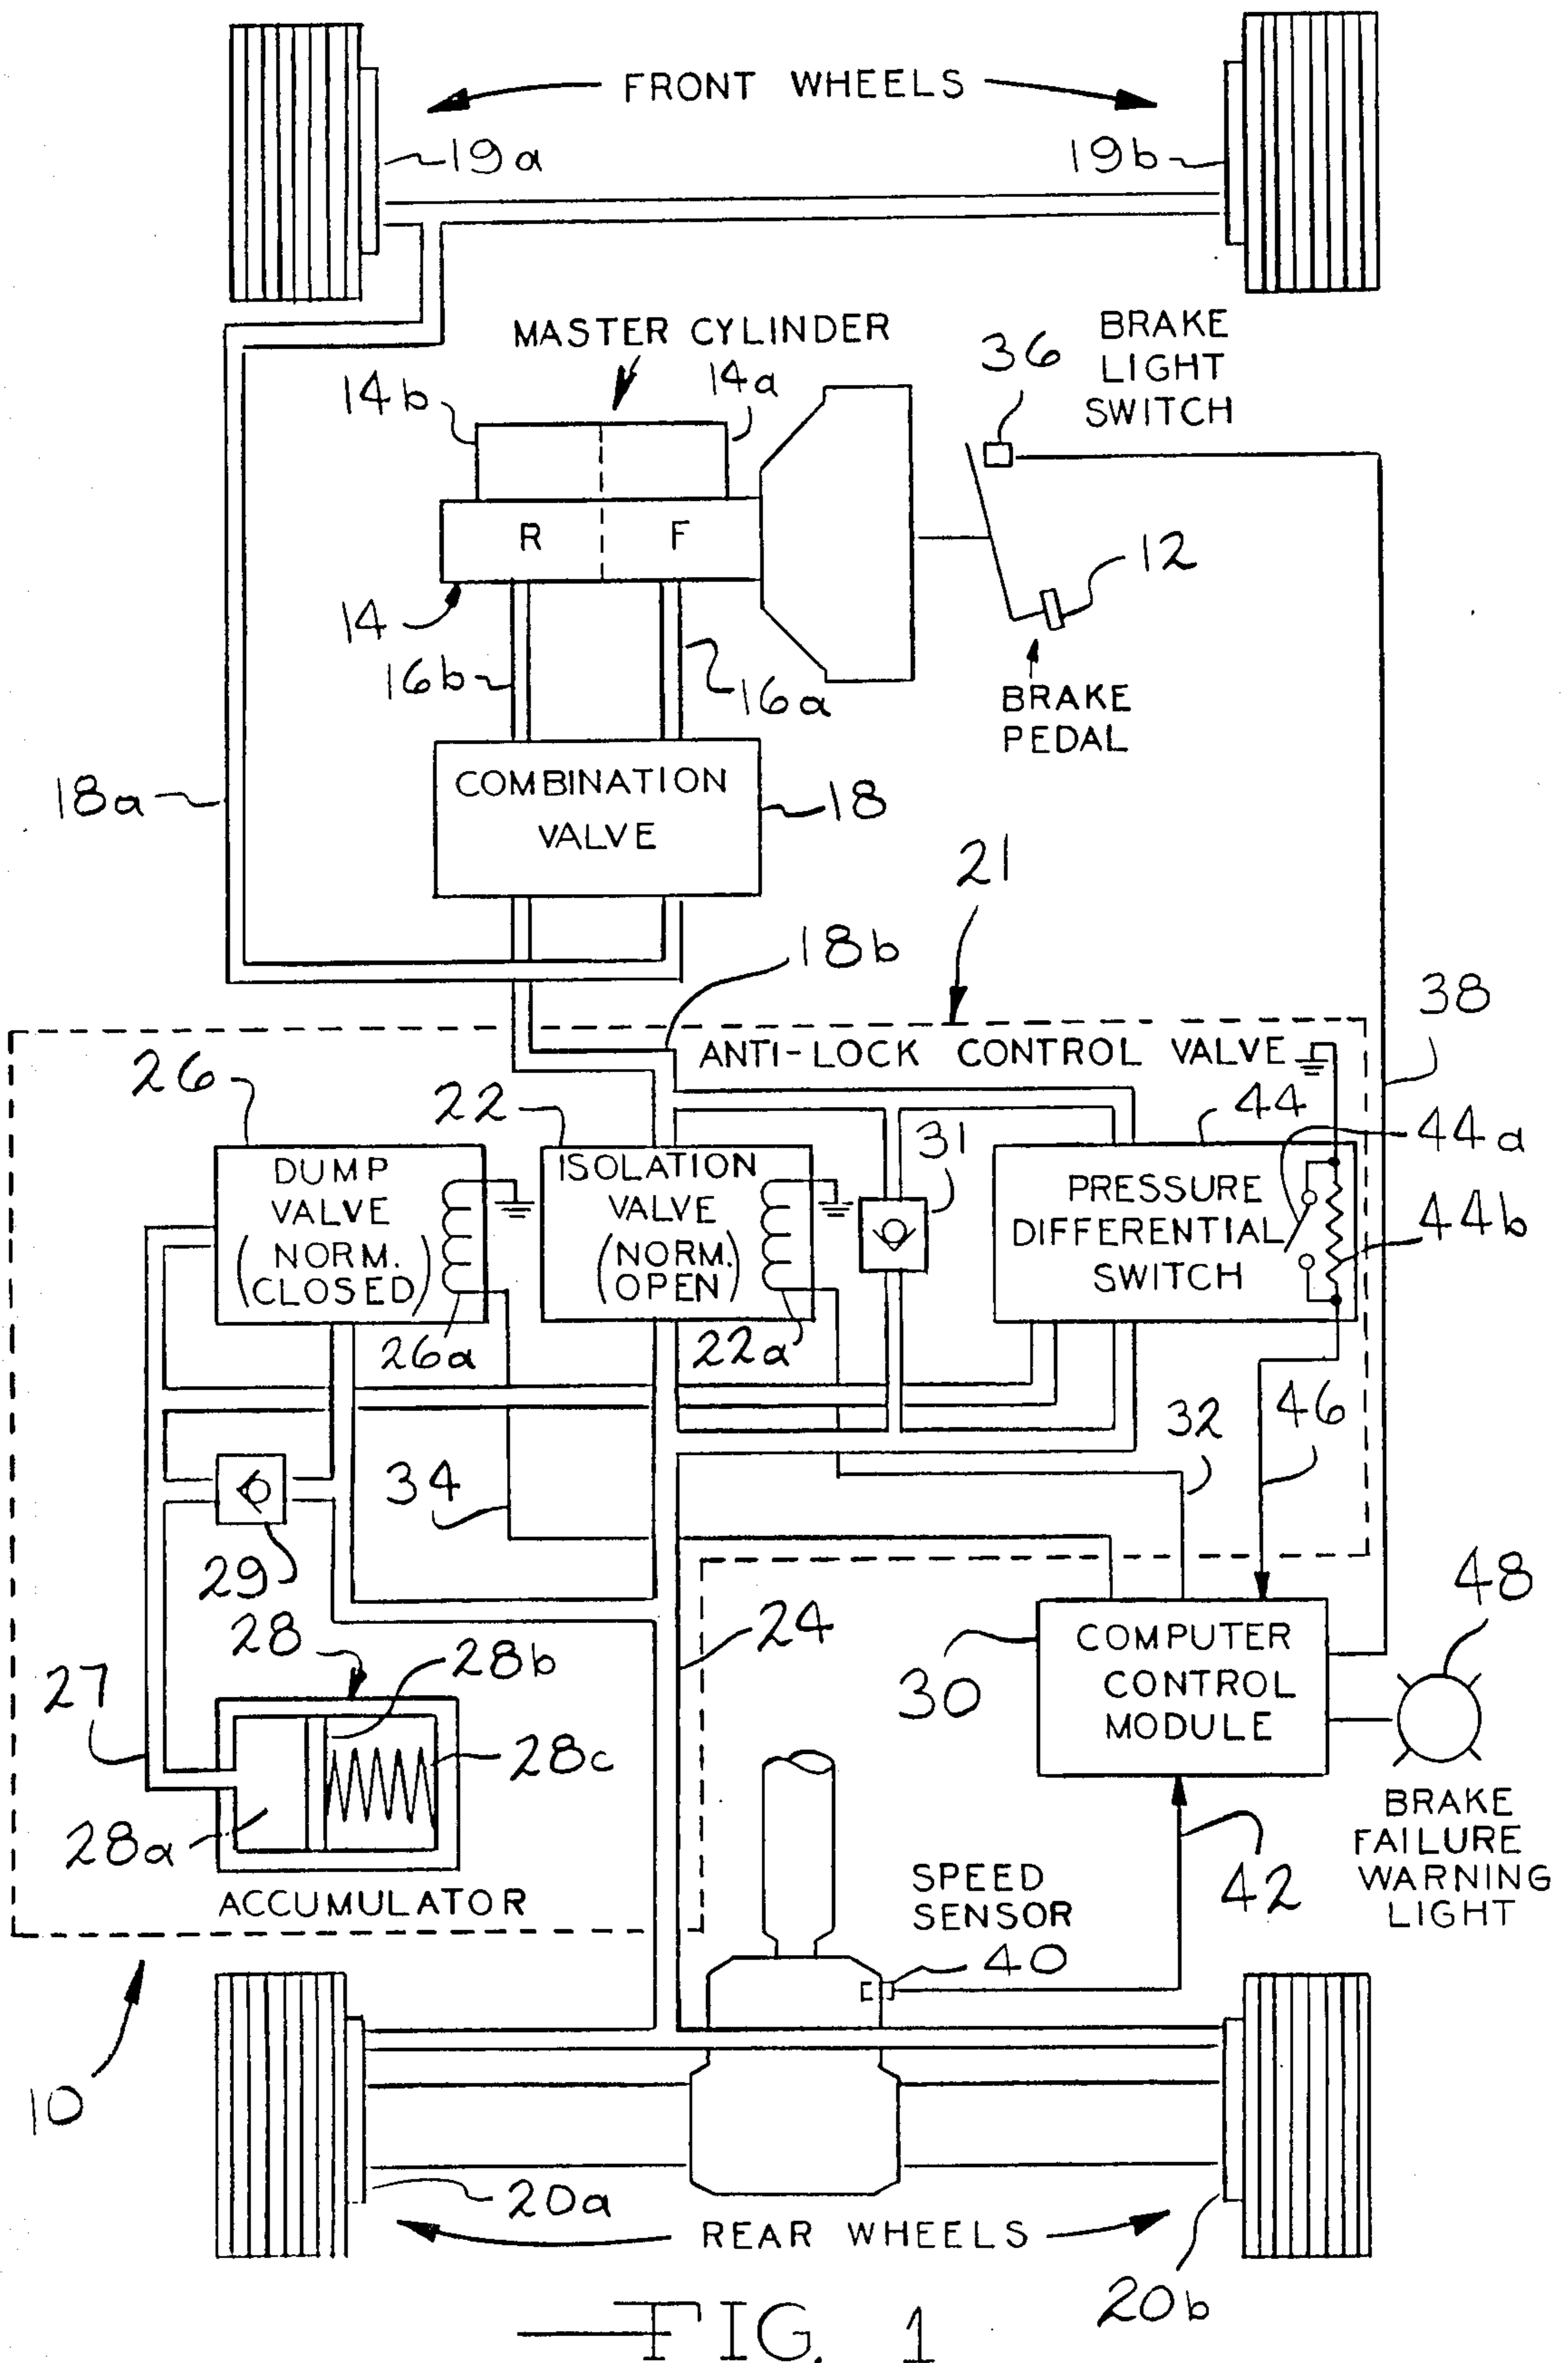 FRONT WHEELS
19a
19b
MASTER CYLINDER
14b
14a
36
BRAKE
LIGHT
SWITCH
R
F
14
12
16b
16a
BRAKE
PEDAL
COMBINATION
VALVE
18a
18
21
18b
38
ANTI-LOCK CONTROL VALVE
26
22
44
31
44a
DUMP
VALVE
(NORM.
CLOSED)
ISOLATION
VALVE
(NORM.
OPEN)
PRESSURE
DIFFERENTIAL
SWITCH
44b
26a
22a
34
32
46
29
48
28
28b
24
27
28c
30
COMPUTER
CONTROL
MODULE
28a
ACCUMULATOR
42
BRAKE
FAILURE
WARNING
LIGHT
SPEED
SENSOR
40
10
20a
REAR WHEELS
20b
FIG. 1